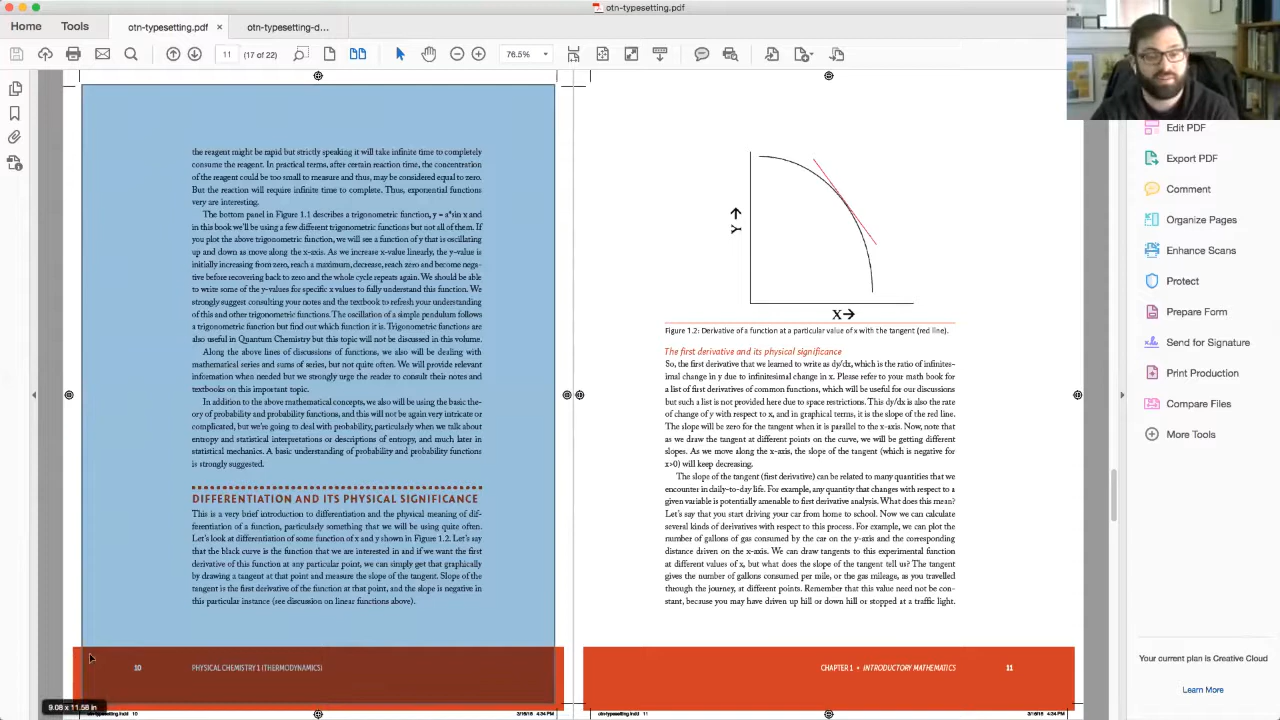 otn-typesetting.pdf
Home
Tools
otn-typesetting.pdf ×
otn-typesetting-d...
11
(17 of 22)
76.5%
the reagent might be rapid but strictly speaking it will take infinite time to completely
consume the reagent. In practical terms, after certain reaction time, the concentration
of the reagent could be too small to measure and thus, may be considered equal to zero.
But the reaction will require infinite time to complete. Thus, exponential functions
very are interesting.
The bottom panel in Figure 1.1 describes a trigonometric function, y = a*sin x and
in this book we'll be using a few different trigonometric functions but not all of them. If
you plot the above trigonometric function, we will see a function of y that is oscillating
up and down as move along the x-axis. As we increase x-value linearly, the y-value is
initially increasing from zero, reach a maximum, decrease, reach zero and become nega-
tive before recovering back to zero and the whole cycle repeats again. We should be able
to write some of the y-values for specific x values to fully understand this function. We
strongly suggest consulting your notes and the textbook to refresh your understanding
of this and other trigonometric functions. The oscillation of a simple pendulum follows
a trigonometric function but find out which function it is. Trigonometric functions are
also useful in Quantum Chemistry but this topic will not be discussed in this volume.
Along the above lines of discussions of functions, we also will be dealing with
mathematical series and sums of series, but not quite often. We will provide relevant
information when needed but we strongly urge the reader to consult their notes and
textbooks on this important topic.
In addition to the above mathematical concepts, we also will be using the basic the-
ory of probability and probability functions, and this will not be again very intricate or
complicated, but we're going to deal with probability, particularly when we talk about
entropy and statistical interpretations or descriptions of entropy, and much later in
statistical mechanics. A basic understanding of probability and probability functions
is strongly suggested.
DIFFERENTIATION AND ITS PHYSICAL SIGNIFICANCE
This is a very brief introduction to differentiation and the physical meaning of dif-
ferentiation of a function, particularly something that we will be using quite often.
Let's look at differentiation of some function of x and y shown in Figure 1.2. Let's say
that the black curve is the function that we are interested in and if we want the first
derivative of this function at any particular point, we can simply get that graphically
by drawing a tangent at that point and measure the slope of the tangent. Slope of the
tangent is the first derivative of the function at that point, and the slope is negative in
this particular instance (see discussion on linear functions above).
10
PHYSICAL CHEMISTRY 1 (THERMODYNAMICS)
9.08 x 11.58 in
otn-typesetting.indd 10
3/16/18 4:34 PM
Y→
X→
Figure 1.2: Derivative of a function at a particular value of x with the tangent (red line).
The first derivative and its physical significance
So, the first derivative that we learned to write as dy/dx, which is the ratio of infinites-
imal change in y due to infinitesimal change in x. Please refer to your math book for
a list of first derivatives of common functions, which will be useful for our discussions
but such a list is not provided here due to space restrictions. This dy/dx is also the rate
of change of y with respect to x, and in graphical terms, it is the slope of the red line.
The slope will be zero for the tangent when it is parallel to the x-axis. Now, note that
as we draw the tangent at different points on the curve, we will be getting different
slopes. As we move along the x-axis, the slope of the tangent (which is negative for
x>0) will keep decreasing.
The slope of the tangent (first derivative) can be related to many quantities that we
encounter in daily-to-day life. For example, any quantity that changes with respect to a
given variable is potentially amenable to first derivative analysis. What does this mean?
Let's say that you start driving your car from home to school. Now we can calculate
several kinds of derivatives with respect to this process. For example, we can plot the
number of gallons of gas consumed by the car on the y-axis and the corresponding
distance driven on the x-axis. We can draw tangents to this experimental function
at different values of x, but what does the slope of the tangent tell us? The tangent
gives the number of gallons consumed per mile, or the gas mileage, as you travelled
through the journey, at different points. Remember that this value need not be con-
stant, because you may have driven up hill or down hill or stopped at a traffic light.
CHAPTER 1 • INTRODUCTORY MATHEMATICS
11
otn-typesetting.indd 11
3/16/18 4:34 PM
Edit PDF
Export PDF
Comment
Organize Pages
Enhance Scans
Protect
Prepare Form
Send for Signature
Print Production
Compare Files
More Tools
Your current plan is Creative Cloud
Learn More